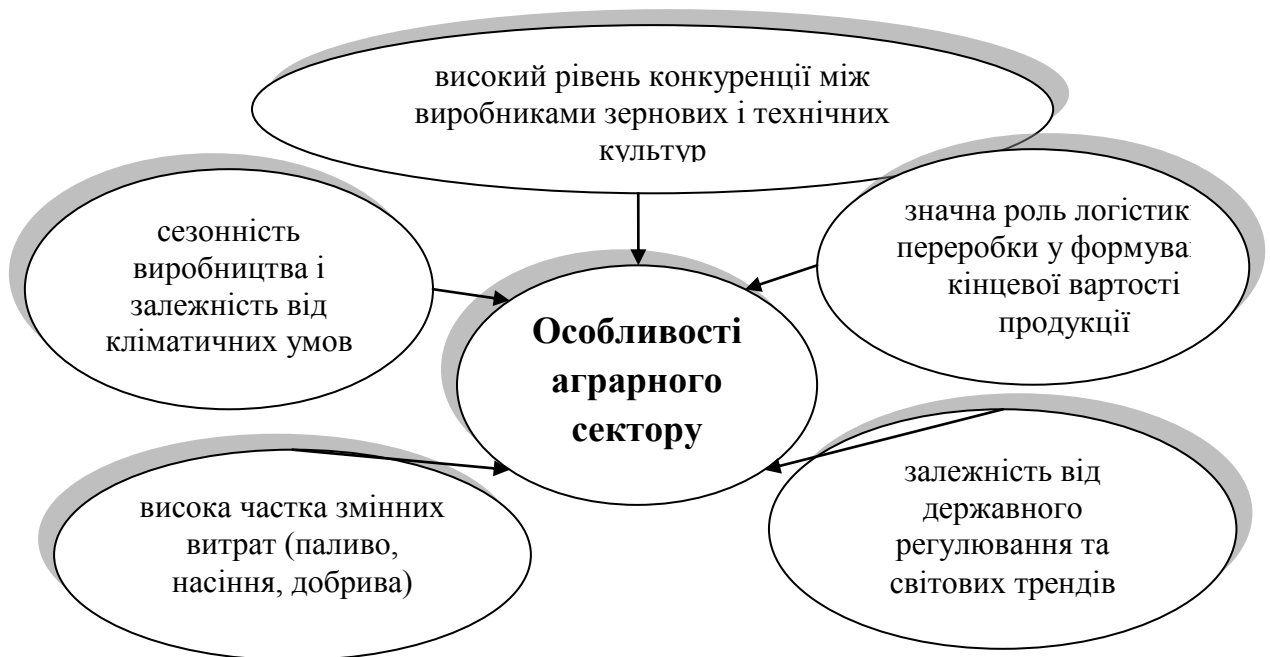 високий рівень конкуренції між
виробниками зернових і технічних
культур
сезонність
виробництва і
залежність від
кліматичних умов
значна роль логістик
переробки у формува
кінцевої вартості
продукції
Особливості
аграрного
сектору
висока частка змінних
витрат (паливо,
насіння, добрива)
залежність від
державного
регулювання та
світових трендів